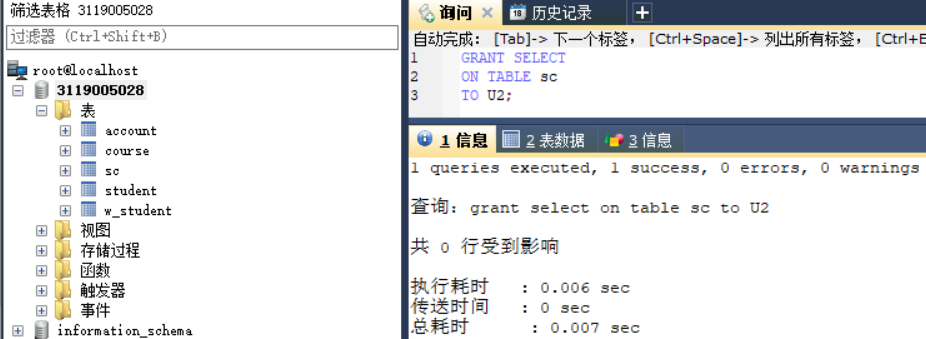 筛选表格 3119005028
过滤器 (Ctrl+Shift+B)
root@localhost
3119005028
表
account
course
sc
student
w_student
视图
存储过程
函数
触发器
事件
information_schema
询问 历史记录
自动完成: [Tab]-> 下一个标签, [Ctrl+Space]-> 列出所有标签, [Ctrl+E
1 GRANT SELECT
2 ON TABLE sc
3 TO U2;
1 信息 2 表数据 3 信息
1 queries executed, 1 success, 0 errors, 0 warnings
查询: grant select on table sc to U2
共 0 行受到影响
执行耗时 : 0.006 sec
传送时间 : 0 sec
总耗时 : 0.007 sec